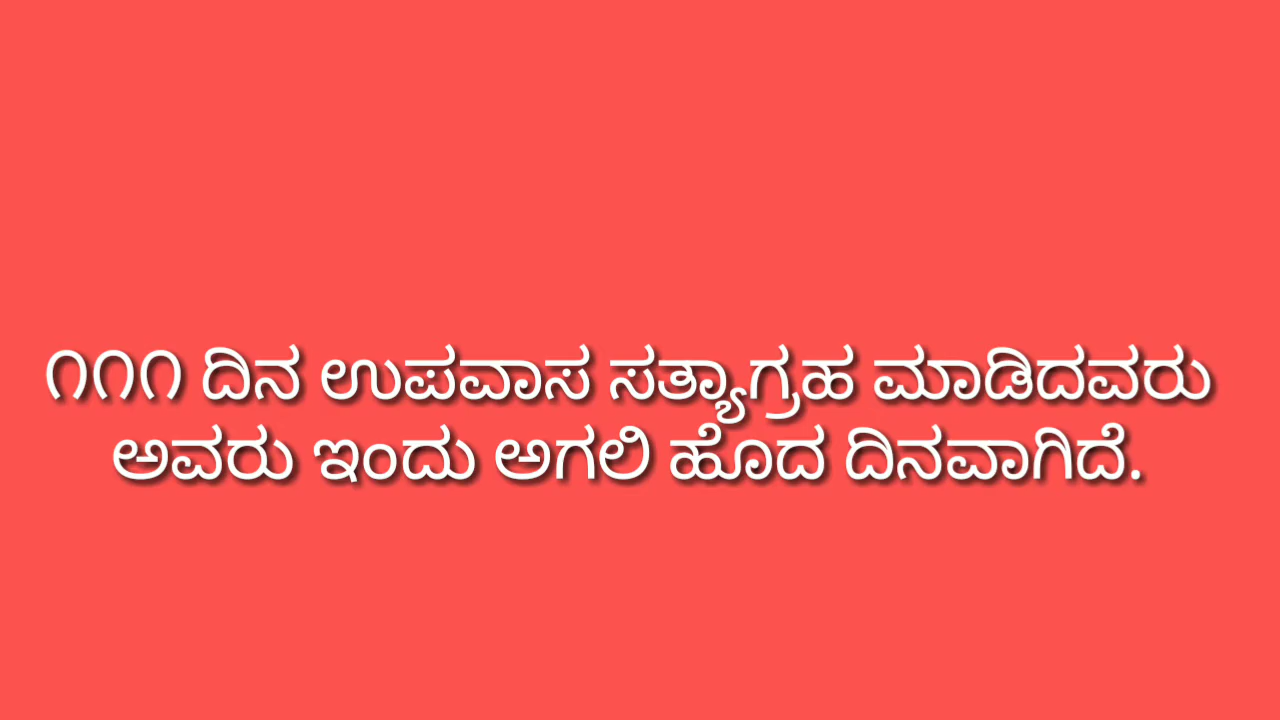 ೧೧೧ ದಿನ ಉಪವಾಸ ಸತ್ಯಾಗ್ರಹ ಮಾಡಿದವರು
ಅವರು ಇಂದು ಅಗಲಿ ಹೊದ ದಿನವಾಗಿದೆ.